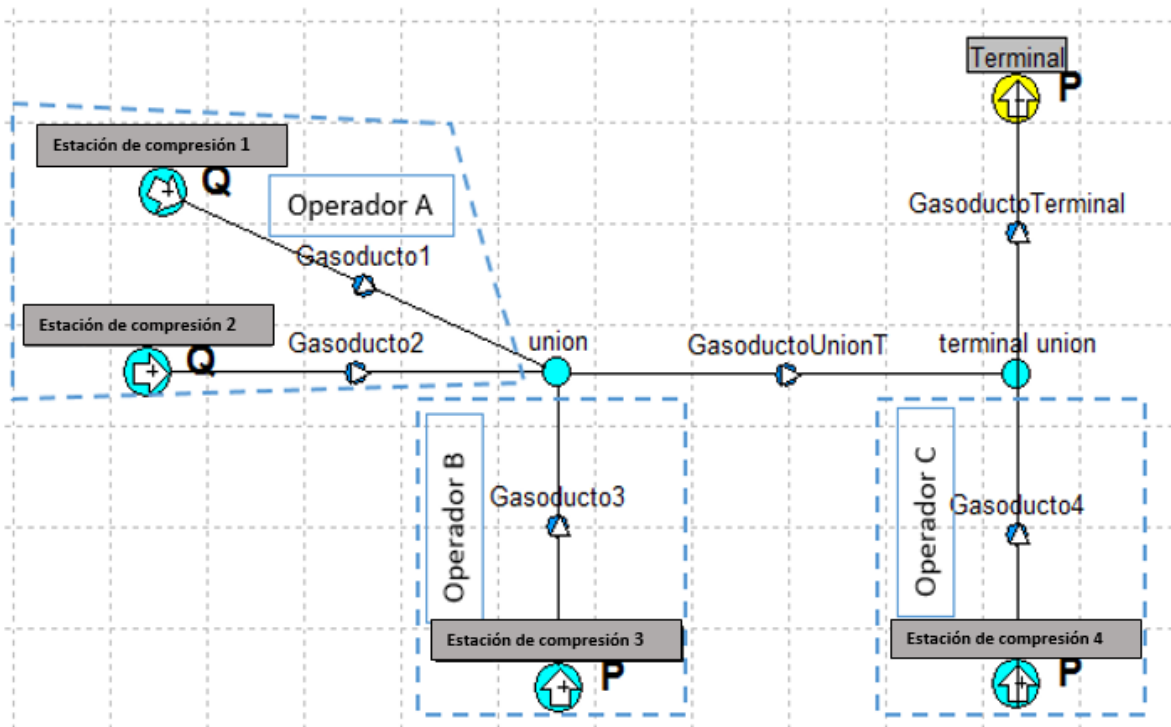 Terminal
P
Estación de compresión 1
Q
Operador A
GasoductoTerminal
Gasoducto1
Estación de compresión 2
Q
Gasoducto2
union
GasoductoUnionT
terminal union
Operador B
Gasoducto3
Operador C
Gasoducto4
Estación de compresión 3
P
Estación de compresión 4
P